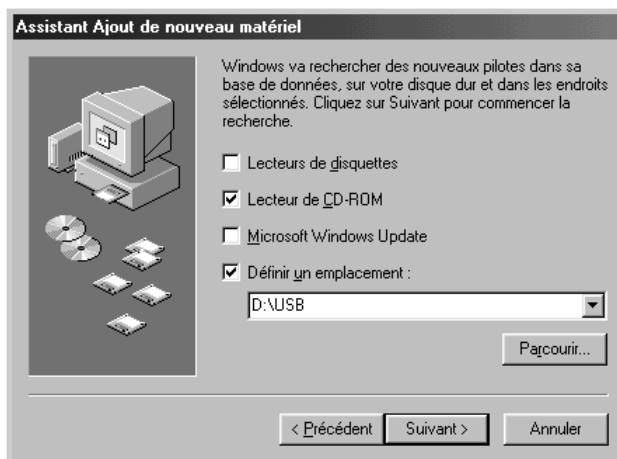 Assistant Ajout de nouveau matériel
Windows va rechercher des nouveaux pilotes dans sa
base de données, sur votre disque dur et dans les endroits
sélectionnés. Cliquez sur Suivant pour commencer la
recherche.
Lecteurs de disquettes
Lecteur de CD-ROM
Microsoft Windows Update
Définir un emplacement :
D:\USB
Parcourir...
< Précédent
Suivant >
Annuler